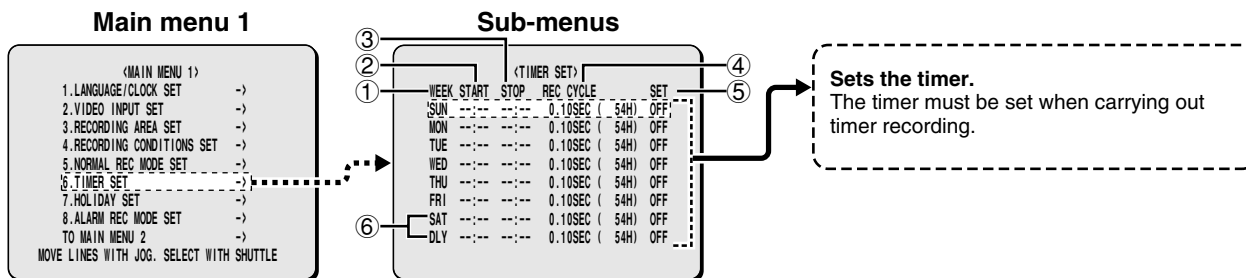 Main menu 1
<MAIN MENU 1>
1.LANGUAGE/CLOCK SET ->
2.VIDEO INPUT SET ->
3.RECORDING AREA SET ->
4.RECORDING CONDITIONS SET ->
5.NORMAL REC MODE SET ->
6.TIMER SET ->
7.HOLIDAY SET ->
8.ALARM REC MODE SET ->
TO MAIN MENU 2 ->
MOVE LINES WITH JOG. SELECT WITH SHUTTLE
Sub-menus
③
② ④
① ⑤
<TIMER SET>
WEEK START STOP REC CYCLE SET
SUN --:-- --:-- 0.10SEC ( 54H) OFF
MON --:-- --:-- 0.10SEC ( 54H) OFF
TUE --:-- --:-- 0.10SEC ( 54H) OFF
WED --:-- --:-- 0.10SEC ( 54H) OFF
THU --:-- --:-- 0.10SEC ( 54H) OFF
FRI --:-- --:-- 0.10SEC ( 54H) OFF
SAT --:-- --:-- 0.10SEC ( 54H) OFF
DLY --:-- --:-- 0.10SEC ( 54H) OFF
⑥
Sets the timer.
The timer must be set when carrying out
timer recording.